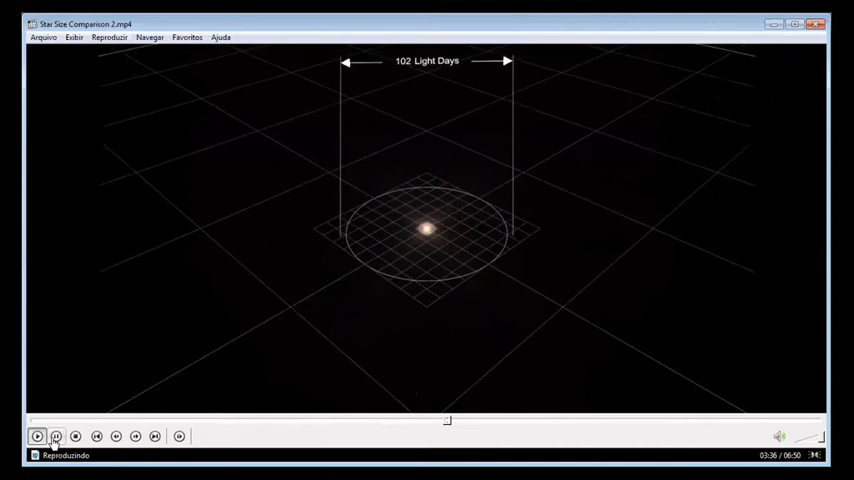 Star Size Comparison 2.mp4
Arquivo Exibir Reproduzir Navegar Favoritos Ajuda
102 Light Days
Reproduzindo 03:36 / 06:50